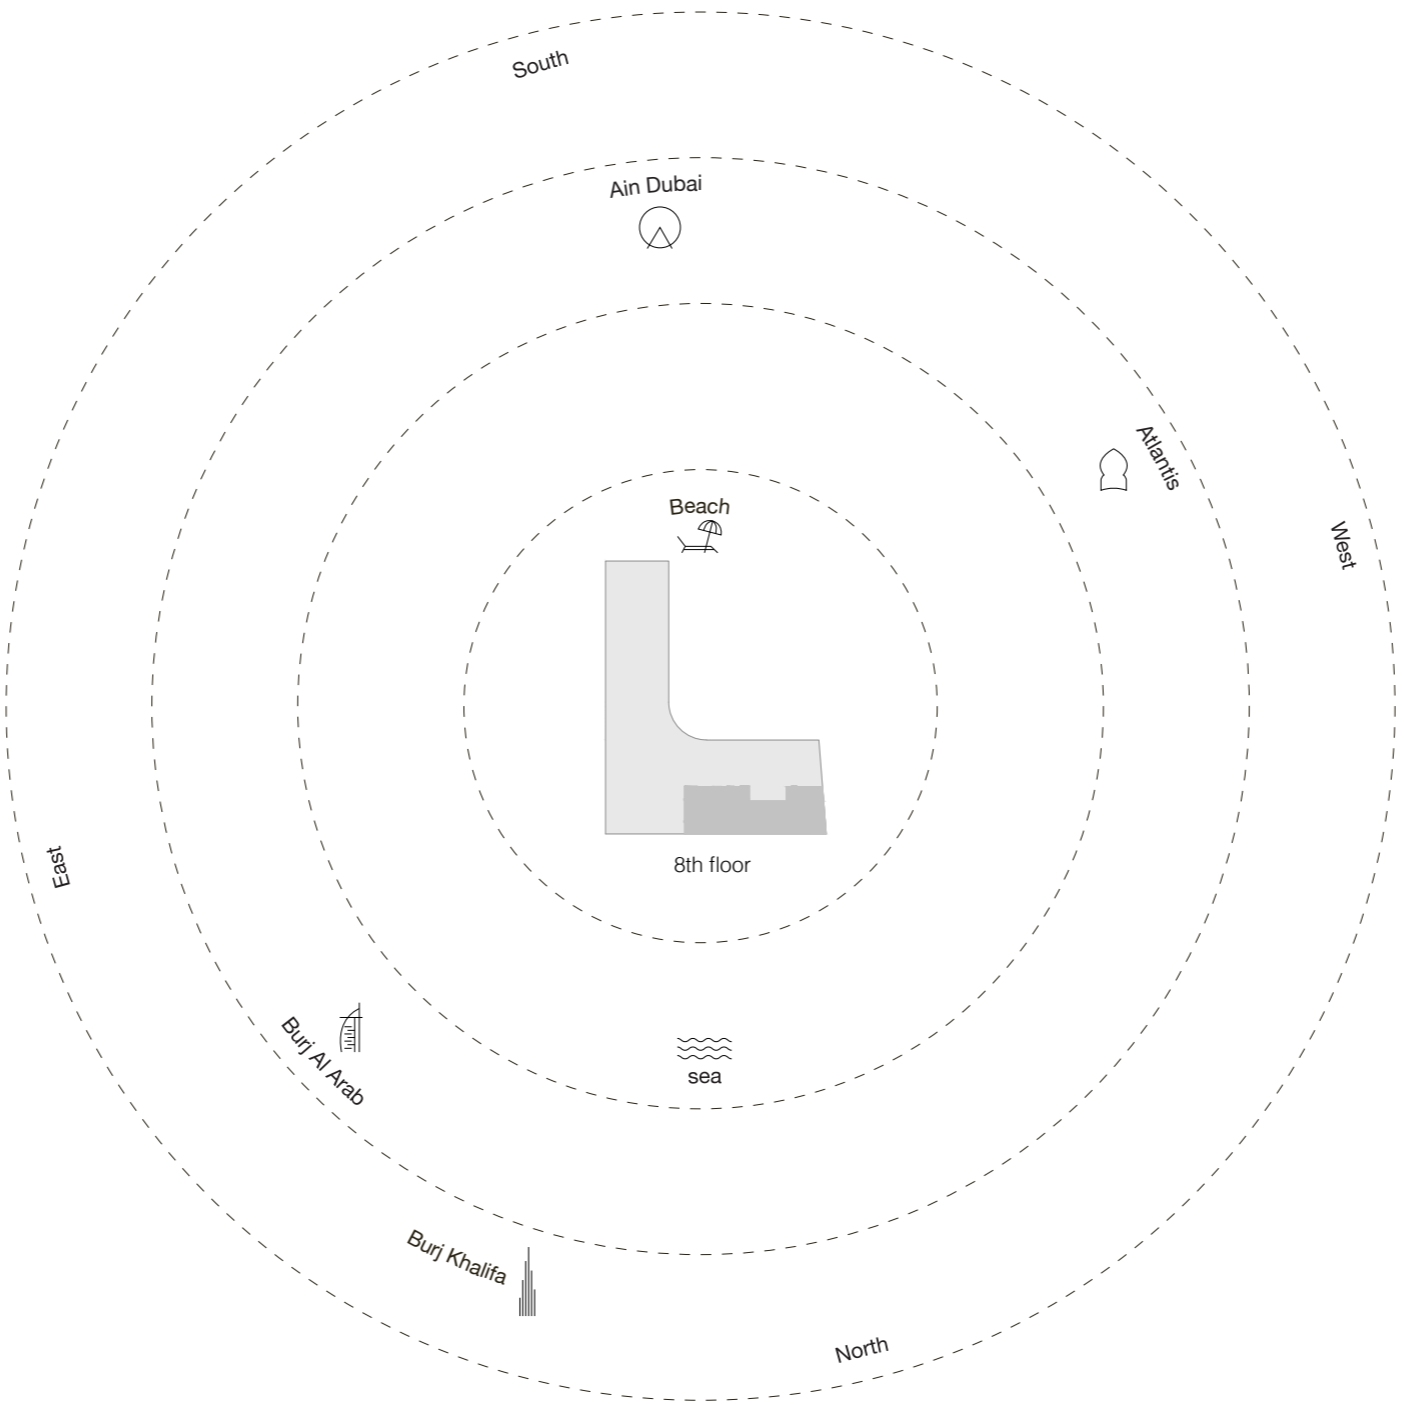 South
Ain Dubai
Atlantis
Beach
West
8th floor
East
Burj Al Arab
sea
Burj Khalifa
North